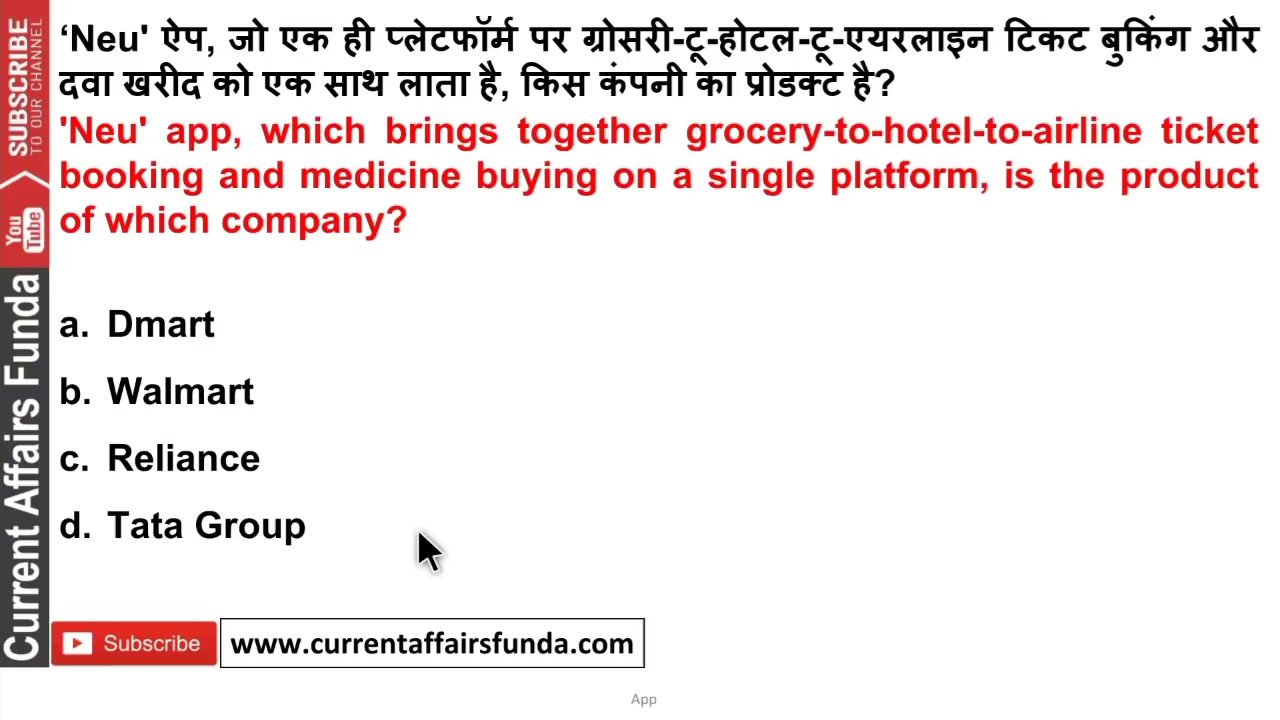 ‘Neu' ऐप, जो एक ही प्लेटफॉर्म पर ग्रोसरी-टू-होटल-टू-एयरलाइन टिकट बुकिंग और
दवा खरीद को एक साथ लाता है, किस कंपनी का प्रोडक्ट है?
'Neu' app, which brings together grocery-to-hotel-to-airline ticket
booking and medicine buying on a single platform, is the product
of which company?
a. Dmart
b. Walmart
c. Reliance
d. Tata Group
SUBSCRIBE
TO OUR CHANNEL
You
Tube
Current Affairs Funda
Subscribe
www.currentaffairsfunda.com
App